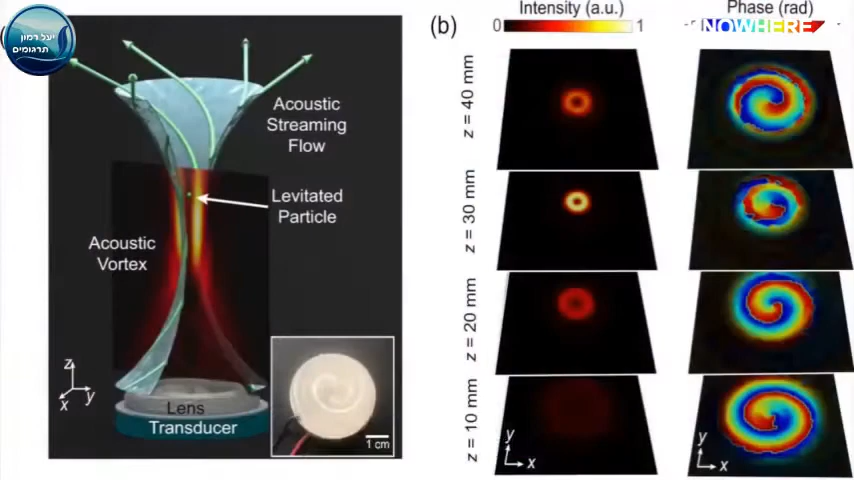 יעל רמון
תרגומים
Acoustic
Streaming
Flow
Levitated
Particle
Acoustic
Vortex
z
x
y
Lens
Transducer
1 cm
(b)
Intensity (a.u.)
0
1
Phase (rad)
NOWHERE
z = 40 mm
z = 30 mm
z = 20 mm
z = 10 mm
y
x
y
x